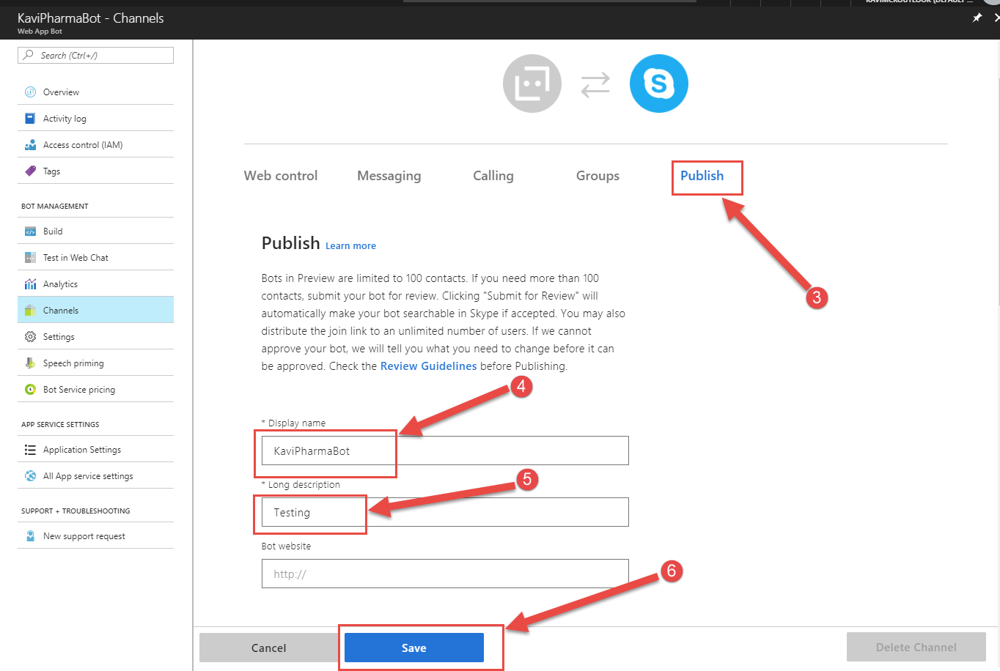 KaviPharmaBot - Channels
Web App Bot
Search (Ctrl+/)
Overview
Activity log
Access control (IAM)
Tags
BOT MANAGEMENT
Build
Test in Web Chat
Analytics
Channels
Settings
Speech priming
Bot Service pricing
APP SERVICE SETTINGS
Application Settings
All App service settings
SUPPORT + TROUBLESHOOTING
New support request
S
Web control Messaging Calling Groups Publish
3
Publish Learn more
Bots in Preview are limited to 100 contacts. If you need more than 100
contacts, submit your bot for review. Clicking "Submit for Review" will
automatically make your bot searchable in Skype if accepted. You may also
distribute the join link to an unlimited number of users. If we cannot
approve your bot, we will tell you what you need to change before it can
be approved. Check the Review Guidelines before Publishing.
4
* Display name
KaviPharmaBot
5
* Long description
Testing
Bot website
http://
6
Cancel Save Delete Channel